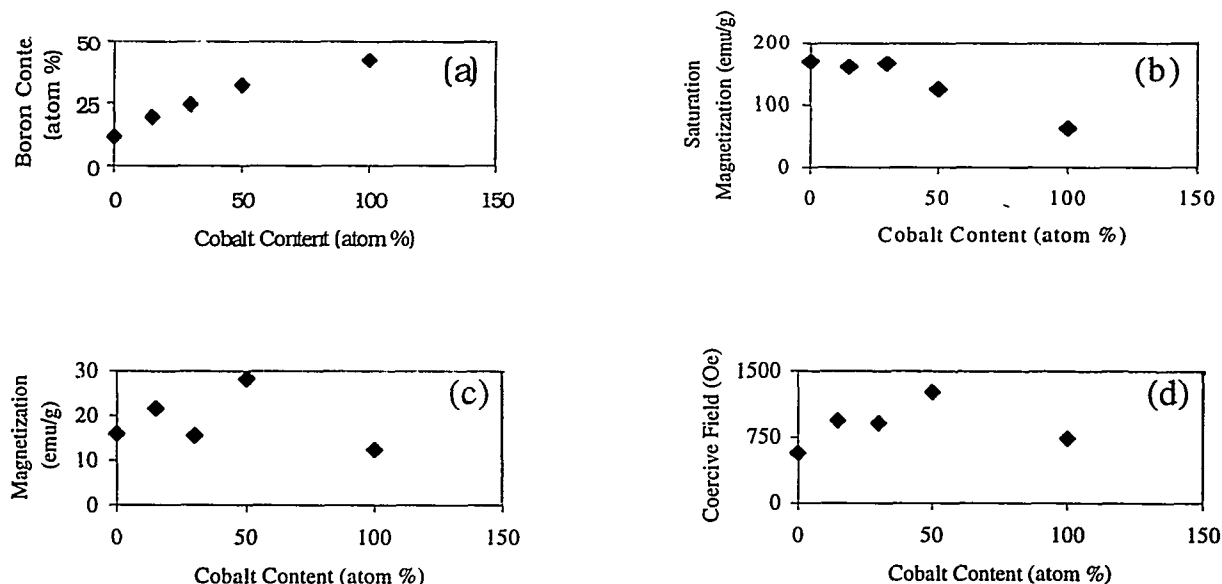 Boron Conte.
(atom %)
50
25
0
(a)
0 50 100 150
Cobalt Content (atom %)
Saturation
Magnetization (emu/g)
200
100
0
(b)
0 50 100 150
Cobalt Content (atom %)
Magnetization
(emu/g)
30
20
10
0
(c)
0 50 100 150
Cobalt Content (atom %)
Coercive Field (Oe)
1500
750
0
(d)
0 50 100 150
Cobalt Content (atom %)